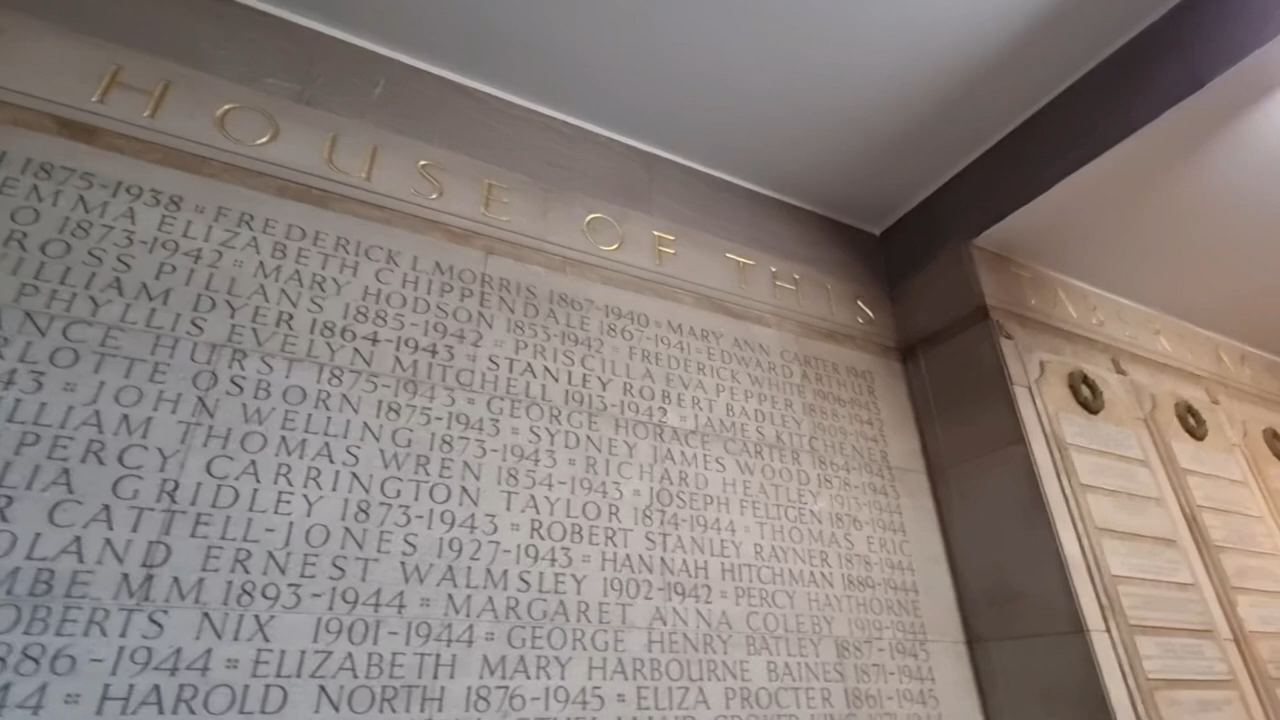 HOUSE OF THIS
1875-1938 :: FREDERICK I. MORRIS 1867-1940 :: MARY ANN CARTER 1942
EMMA ELIZABETH CHIPPENDALE 1867-1941 :: EDWARD ARTHUR
O 1873-1942 :: MARY HODSON 1853-1942 :: FREDERICK WHITE 1906-1943
ROSS PILLANS 1885-1942 :: PRISCILLA EVA PEPPER 1888-1942
ILLIAM DYER 1864-1943 :: STANLEY ROBERT BADLEY 1909-1943
PHYLLIS EVELYN MITCHELL 1913-1942 :: JAMES KITCHENER
NCE HURST 1875-1943 :: GEORGE HORACE CARTER 1864-1943
RLOTTE OSBORN 1875-1943 :: SYDNEY JAMES WOOD 1878-1943
43 :: JOHN WELLING 1873-1943 :: RICHARD HEATLEY 1913-1944
ILLIAM THOMAS WREN 1854-1943 :: JOSEPH FELTGEN 1876-1944
PERCY CARRINGTON TAYLOR 1874-1944 :: THOMAS ERIC
LIA GRIDLEY 1873-1943 :: ROBERT STANLEY RAYNER 1878-1944
R CATTELL-JONES 1927-1943 :: HANNAH HITCHMAN 1889-1944
OLAND ERNEST WALMSLEY 1902-1942 :: PERCY HAYTHORNE
MBE M.M. 1893-1944 :: MARGARET ANNA COLEBY 1919-1944
OBERTS NIX 1901-1944 :: GEORGE HENRY BATLEY 1887-1945
886-1944 :: ELIZABETH MARY HARBOURNE BAINES 1871-1944
44 :: HAROLD NORTH 1876-1945 :: ELIZA PROCTER 1861-1945